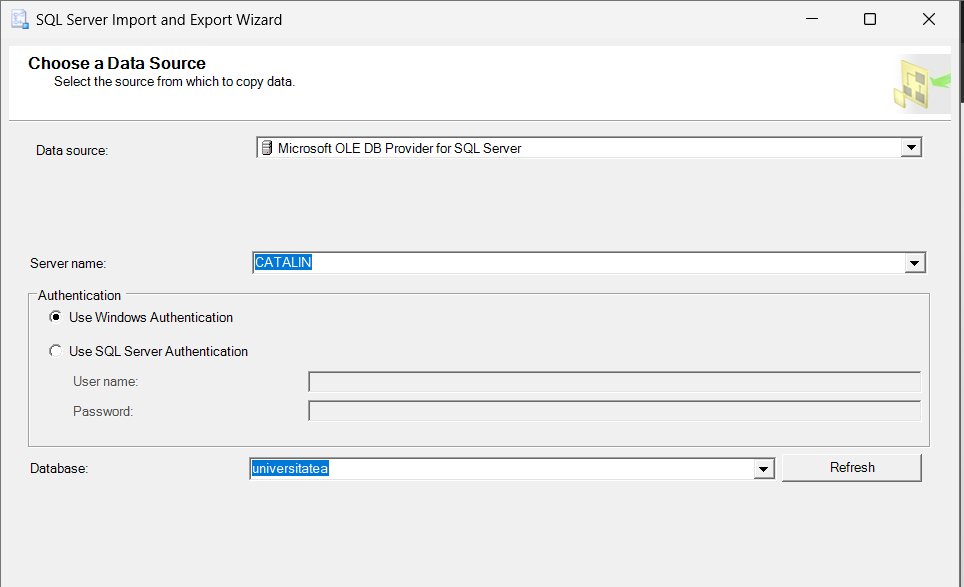 SQL Server Import and Export Wizard
Choose a Data Source
Select the source from which to copy data.
Data source: Microsoft OLE DB Provider for SQL Server
Server name: CATALIN
Authentication
Use Windows Authentication
Use SQL Server Authentication
User name:
Password:
Database: universitatea Refresh